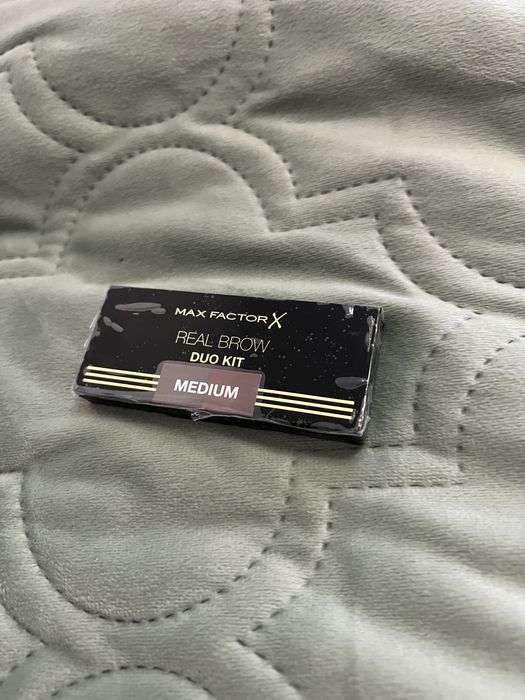 MAX FACTOR X
REAL BROW
DUO KIT
MEDIUM